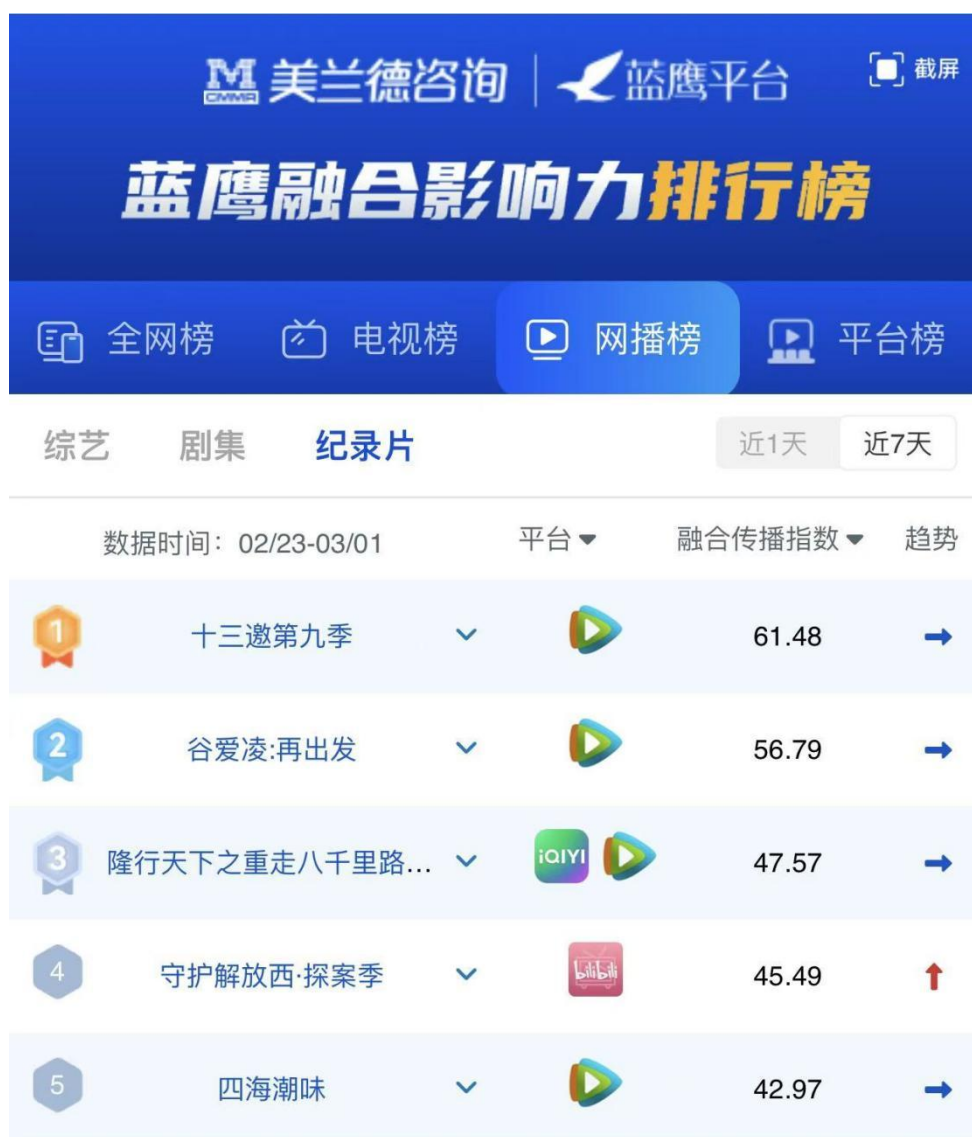 美兰德咨询 蓝鹰平台 截屏
CMMR
蓝鹰融合影响力排行榜
全网榜 电视榜 网播榜 平台榜
综艺 剧集 纪录片 近1天 近7天
数据时间：02/23-03/01 平台 融合传播指数 趋势
1 十三邀第九季 61.48
2 谷爱凌:再出发 56.79
3 隆行天下之重走八千里路... iQIYI 47.57
4 守护解放西·探案季 bilibili 45.49
5 四海潮味 42.97